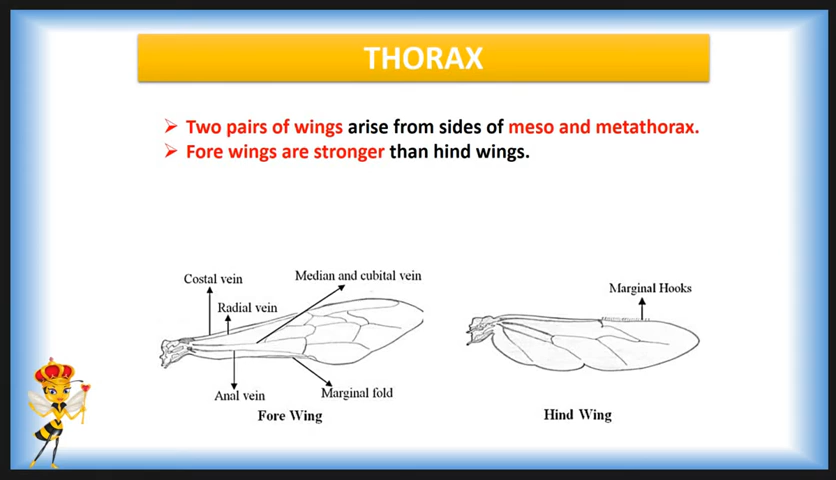 THORAX
➢ Two pairs of wings arise from sides of meso and metathorax.
➢ Fore wings are stronger than hind wings.
Costal vein
Median and cubital vein
Radial vein
Anal vein
Marginal fold
Fore Wing
Marginal Hooks
Hind Wing